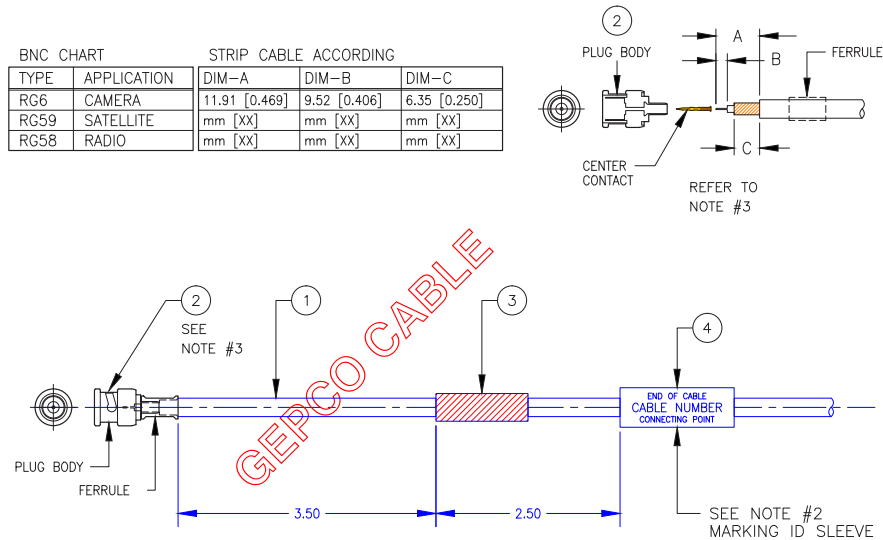 BNC CHART
STRIP CABLE ACCORDING
TYPE APPLICATION DIM-A DIM-B DIM-C
RG6 CAMERA 11.91 [0.469] 9.52 [0.406] 6.35 [0.250]
RG59 SATELLITE mm [XX] mm [XX] mm [XX]
RG58 RADIO mm [XX] mm [XX] mm [XX]
2
PLUG BODY
A
B
FERRULE
C
CENTER
CONTACT
REFER TO
NOTE #3
GEPCO CABLE
2
SEE
NOTE #3
1
3
4
END OF CABLE
CABLE NUMBER
CONNECTING POINT
PLUG BODY
FERRULE
3.50
2.50
SEE NOTE #2
MARKING ID SLEEVE